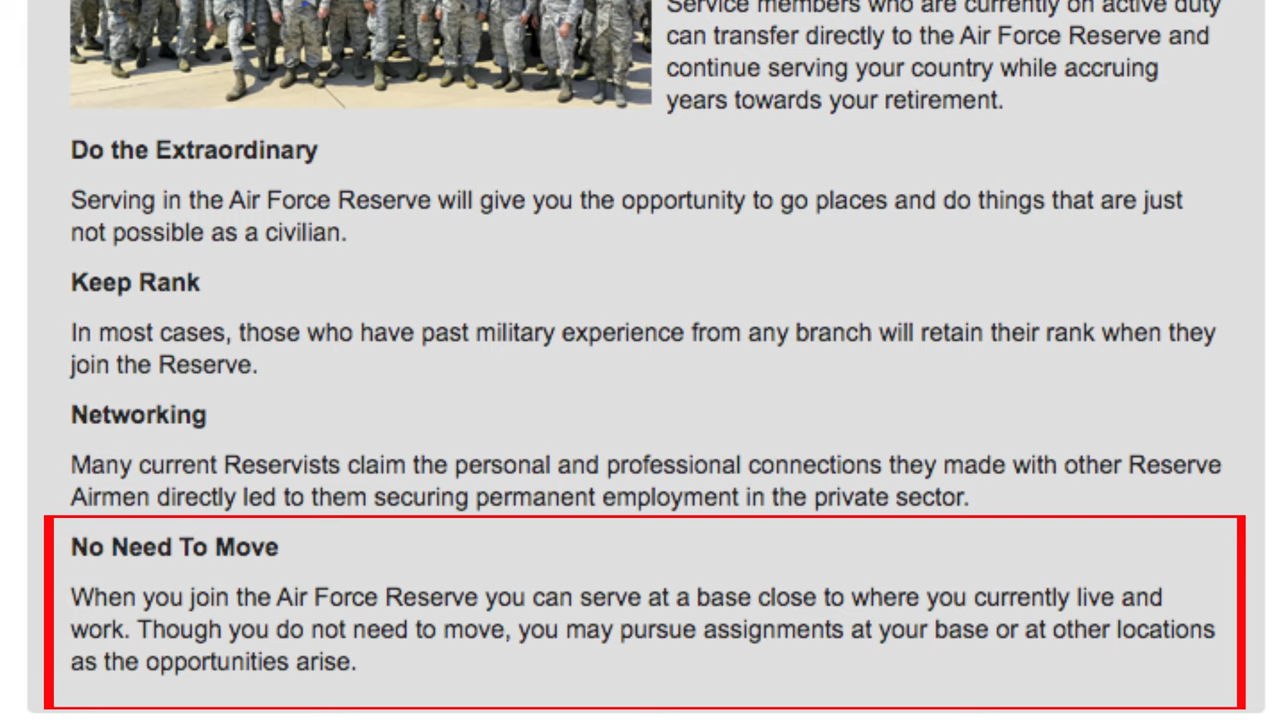 Service members who are currently on active duty
can transfer directly to the Air Force Reserve and
continue serving your country while accruing
years towards your retirement.
Do the Extraordinary
Serving in the Air Force Reserve will give you the opportunity to go places and do things that are just
not possible as a civilian.
Keep Rank
In most cases, those who have past military experience from any branch will retain their rank when they
join the Reserve.
Networking
Many current Reservists claim the personal and professional connections they made with other Reserve
Airmen directly led to them securing permanent employment in the private sector.
No Need To Move
When you join the Air Force Reserve you can serve at a base close to where you currently live and
work. Though you do not need to move, you may pursue assignments at your base or at other locations
as the opportunities arise.